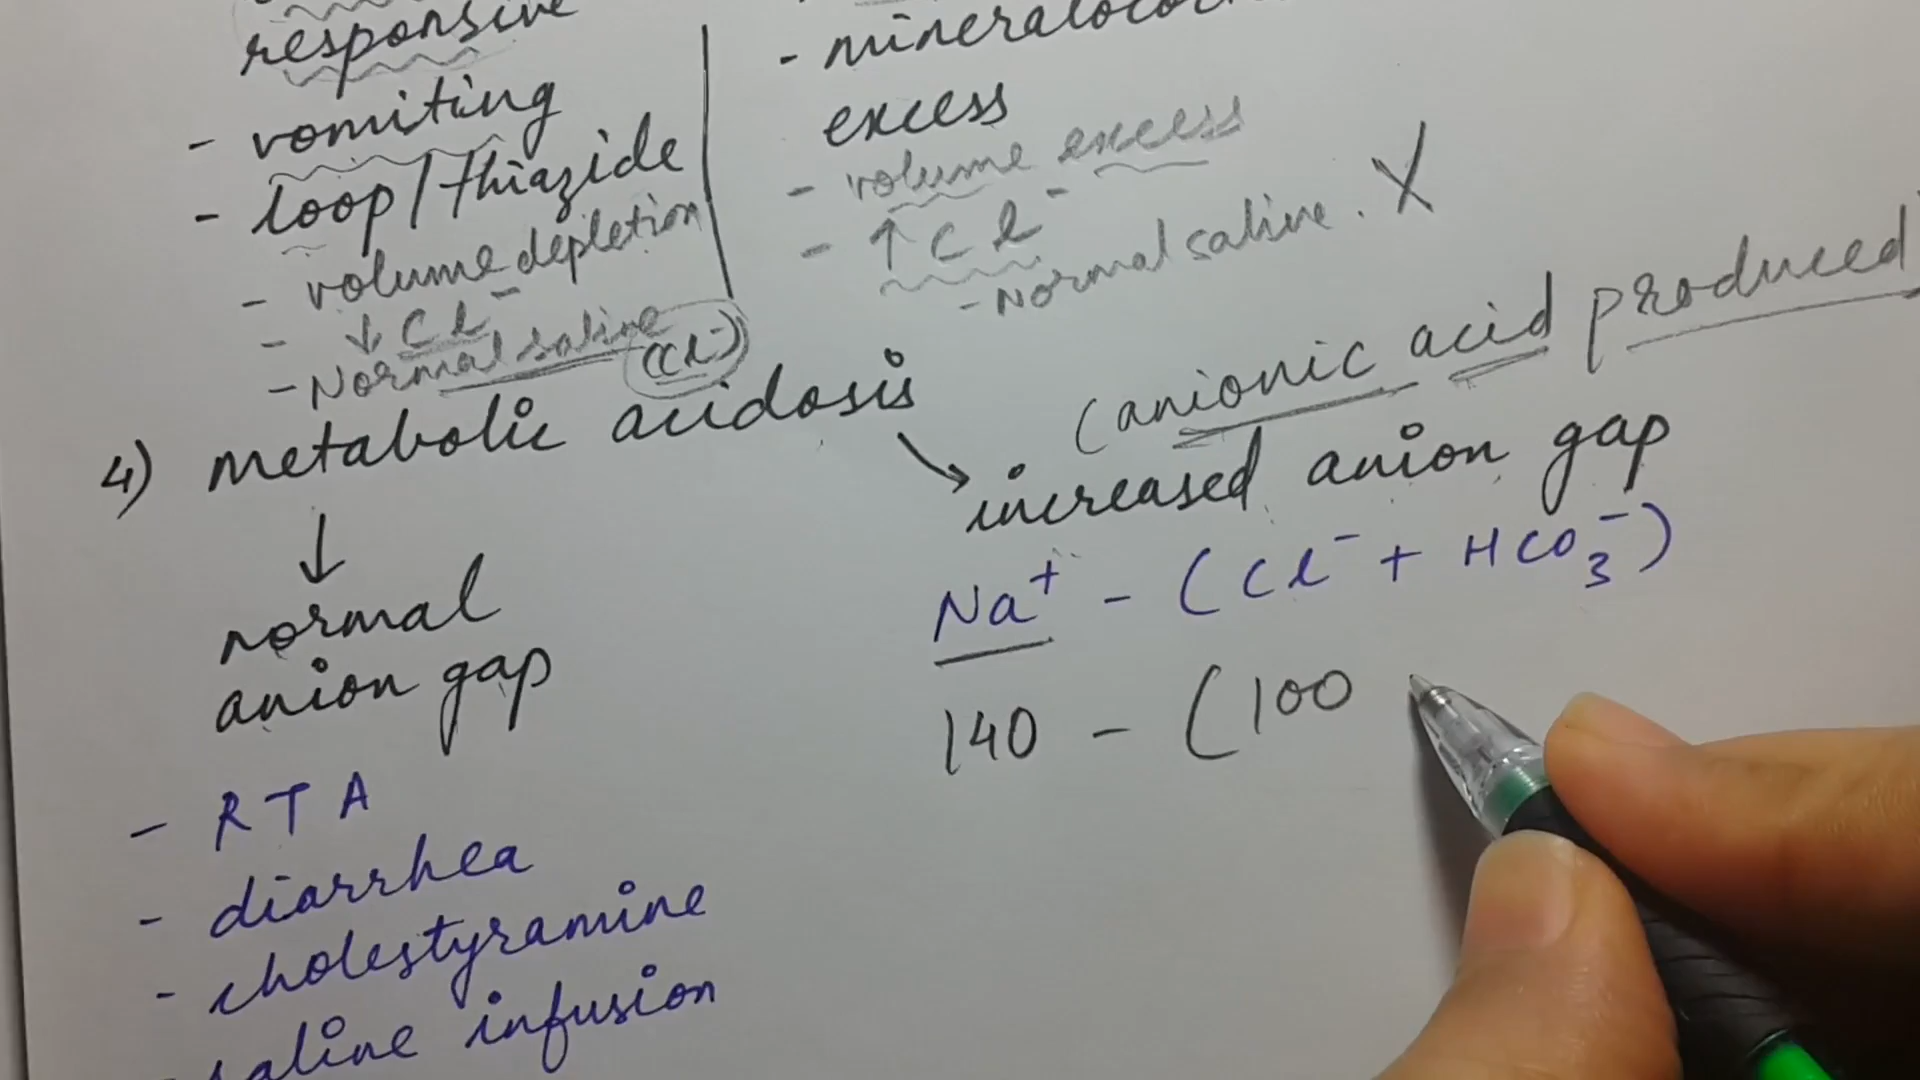 responsive
- vomiting
- loop/thiazide
- volume depletion
- ↓ Cl⁻
- Normal saline
(Cl⁻)
excess
- volume excess
- ↑ Cl⁻
- Normal saline. X
4) metabolic acidosis
↓
normal
anion gap
- RTA
- diarrhea
- cholestyramine
saline infusion
(anionic acid produced)
→ increased anion gap
Na⁺ - (Cl⁻ + HCO₃⁻)
140 - (100